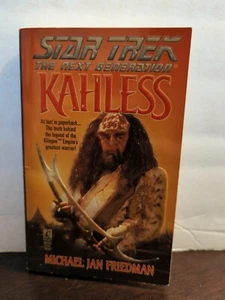 STAR TREK
THE NEXT GENERATION
KAHLESS
At last in paperback...
The truth behind
the legend of the
Klingon™ Empire's
greatest warrior!
MICHAEL JAN FRIEDMAN